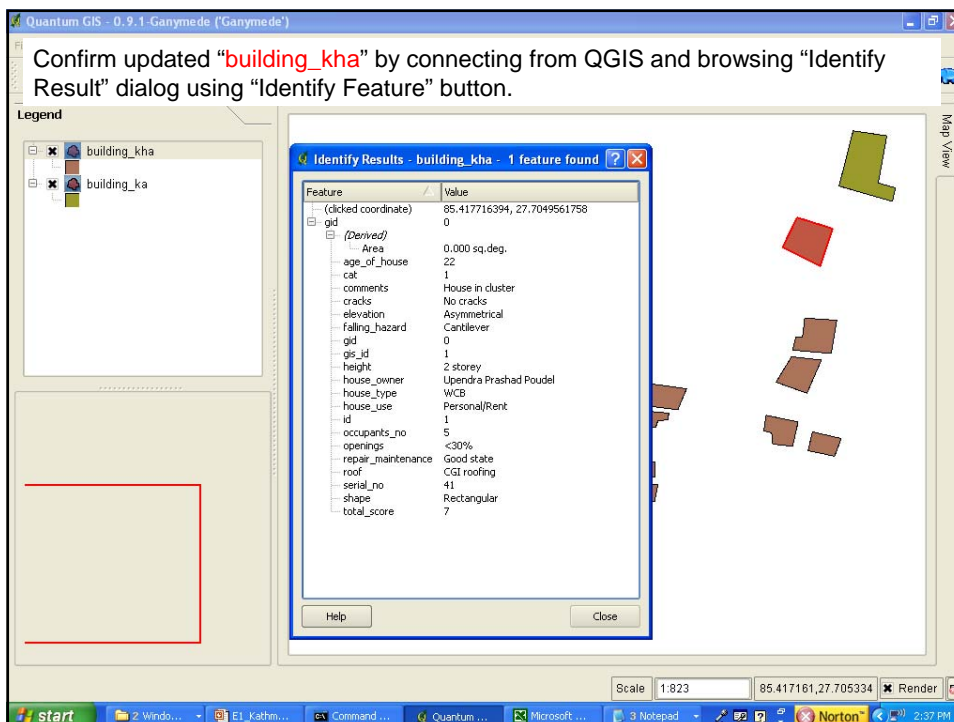 Quantum GIS - 0.9.1-Ganymede ('Ganymede')
Confirm updated “building_kha” by connecting from QGIS and browsing “Identify
Result” dialog using “Identify Feature” button.
Legend
building_kha
building_ka
Map View
Identify Results - building_kha - 1 feature found
Feature Value
(clicked coordinate) 85.417716394, 27.7049561758
gid 0
(Derived)
Area 0.000 sq.deg.
age_of_house 22
cat 1
comments House in cluster
cracks No cracks
elevation Asymmetrical
falling_hazard Cantilever
gid 0
gis_id 1
height 2 storey
house_owner Upendra Prashad Poudel
house_type WCB
house_use Personal/Rent
id 1
occupants_no 5
openings <30%
repair_maintenance Good state
roof CGI roofing
serial_no 41
shape Rectangular
total_score 7
Help Close
Scale 1:823 85.417161,27.705334 Render
start 2 Windo... E1_Kathm... Command ... Quantum ... Microsoft ... 3 Notepad Norton 2:37 PM